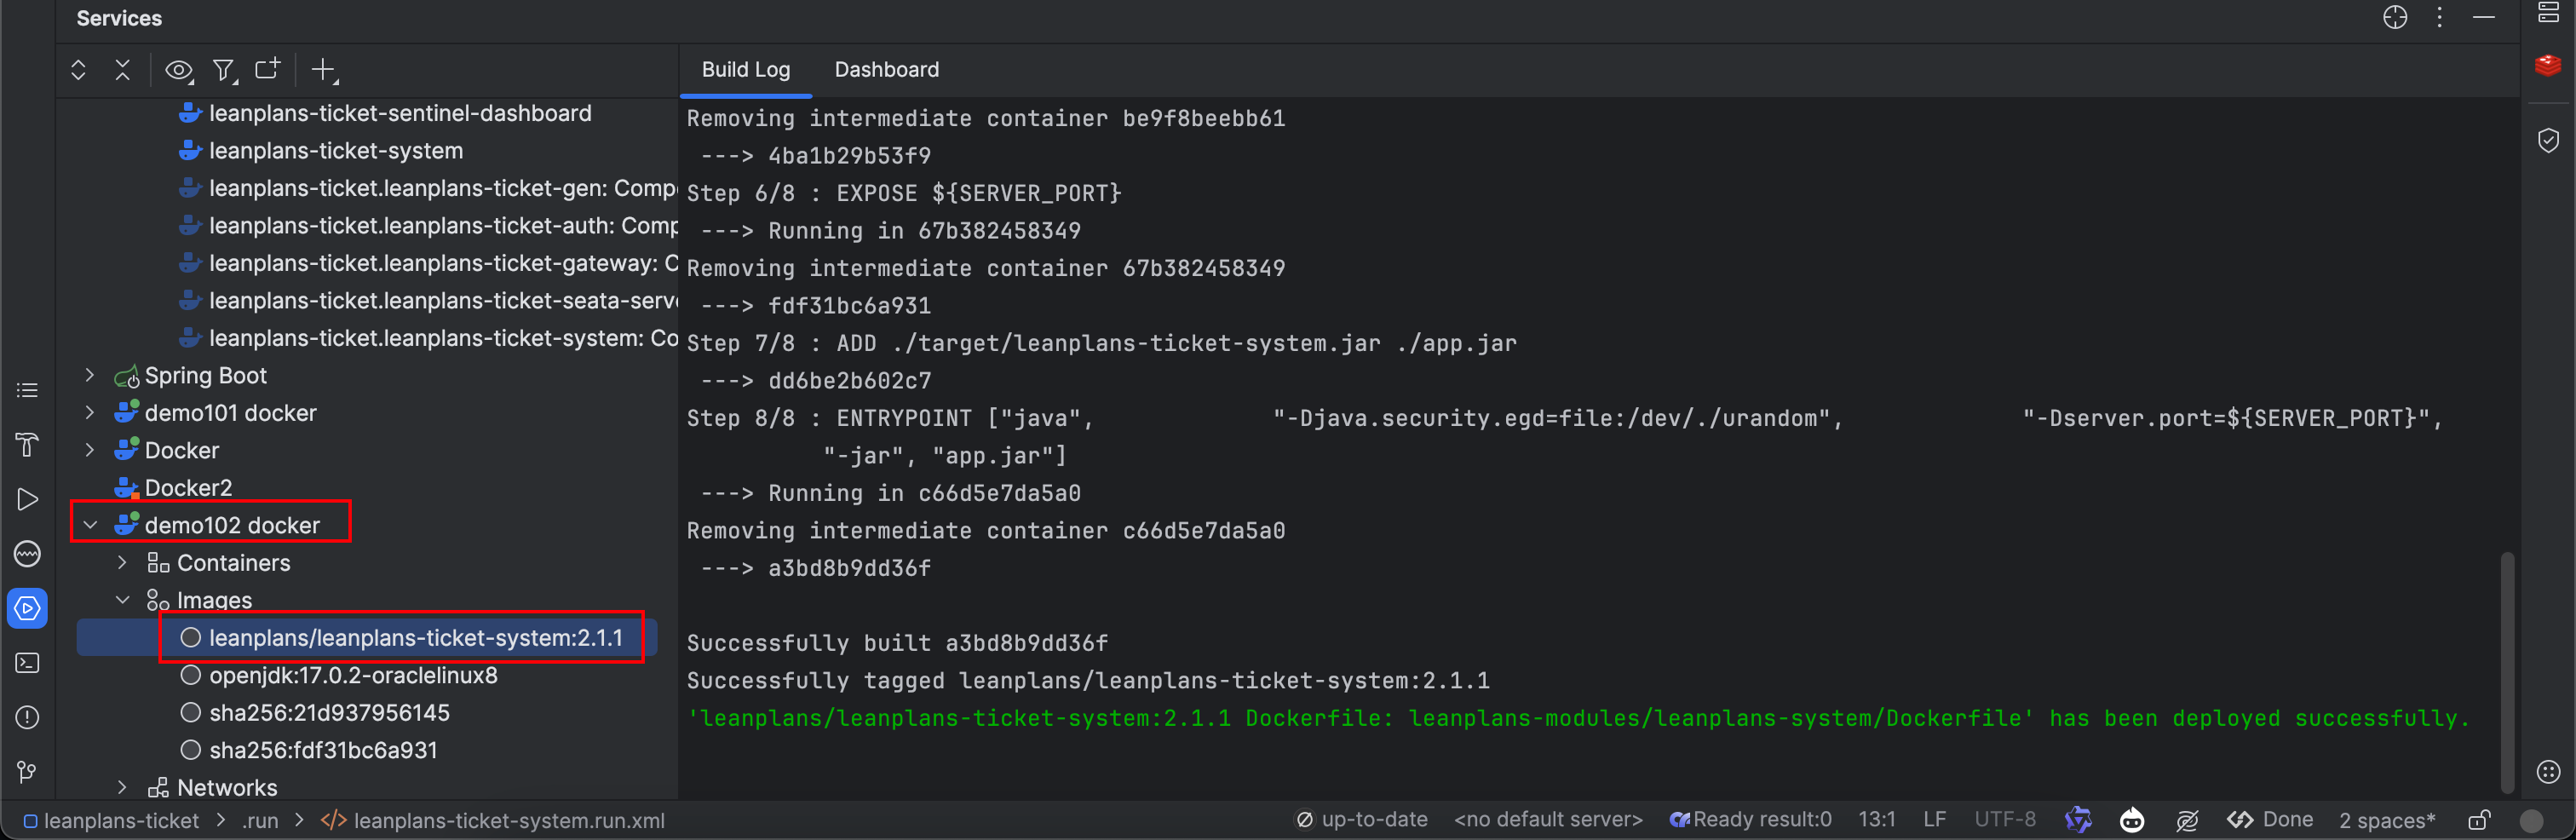 Services
Build Log
Dashboard
leanplans-ticket-sentinel-dashboard
leanplans-ticket-system
leanplans-ticket.leanplans-ticket-gen: Comp
leanplans-ticket.leanplans-ticket-auth: Comp
leanplans-ticket.leanplans-ticket-gateway: C
leanplans-ticket.leanplans-ticket-seata-serve
leanplans-ticket.leanplans-ticket-system: Co
Spring Boot
demo101 docker
Docker
Docker2
demo102 docker
Containers
Images
leanplans/leanplans-ticket-system:2.1.1
openjdk:17.0.2-oraclelinux8
sha256:21d937956145
sha256:fdf31bc6a931
Networks
Removing intermediate container be9f8beebb61
---> 4ba1b29b53f9
Step 6/8 : EXPOSE ${SERVER_PORT}
---> Running in 67b382458349
Removing intermediate container 67b382458349
---> fdf31bc6a931
Step 7/8 : ADD ./target/leanplans-ticket-system.jar ./app.jar
---> dd6be2b602c7
Step 8/8 : ENTRYPOINT ["java",            "-Djava.security.egd=file:/dev/./urandom",            "-Dserver.port=${SERVER_PORT}",
"-jar", "app.jar"]
---> Running in c66d5e7da5a0
Removing intermediate container c66d5e7da5a0
---> a3bd8b9dd36f
Successfully built a3bd8b9dd36f
Successfully tagged leanplans/leanplans-ticket-system:2.1.1
'leanplans/leanplans-ticket-system:2.1.1 Dockerfile: leanplans-modules/leanplans-system/Dockerfile' has been deployed successfully.
leanplans-ticket > .run > </> leanplans-ticket-system.run.xml
up-to-date <no default server> Ready result:0 13:1 LF UTF-8 Done 2 spaces*